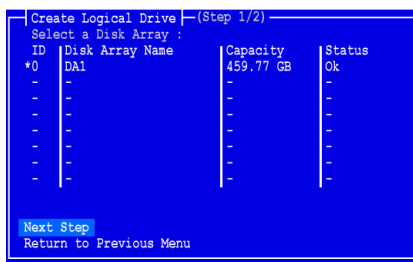 Create Logical Drive (Step 1/2)
Select a Disk Array :
ID Disk Array Name Capacity Status
*0 DA1 459.77 GB Ok
- - - -
- - - -
- - - -
- - - -
- - - -
- - - -
- - - -
Next Step
Return to Previous Menu